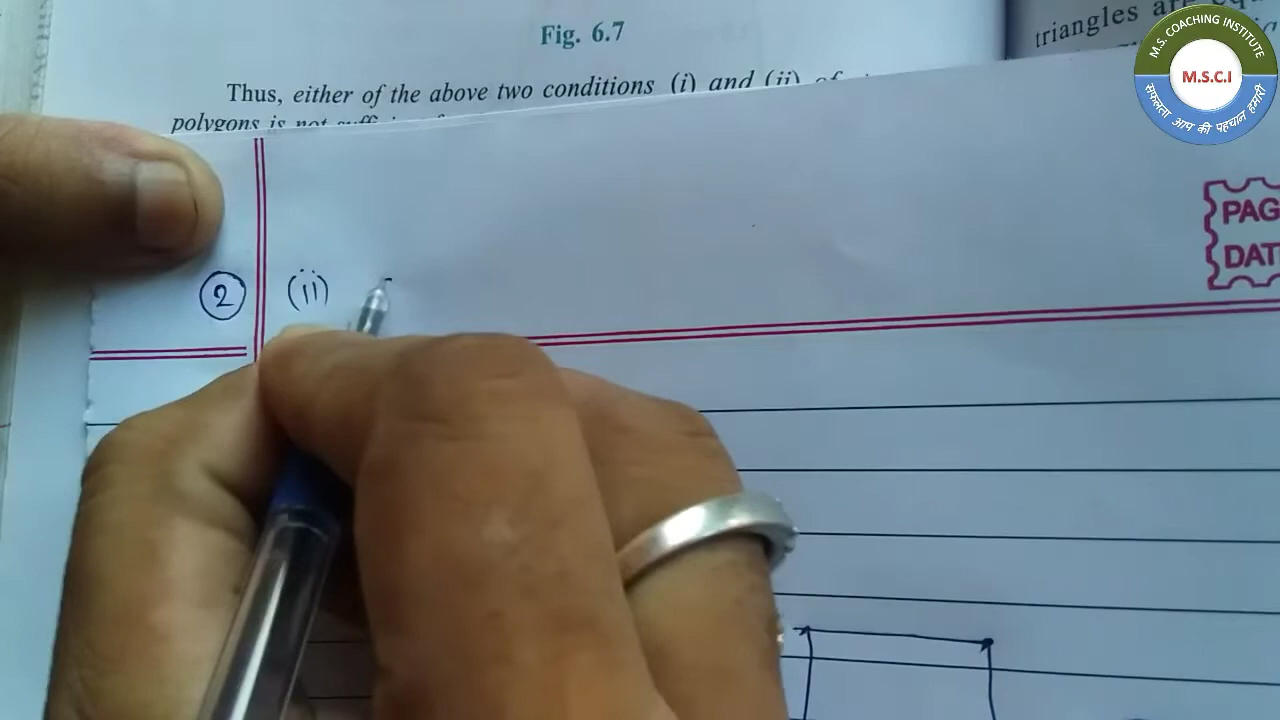 Fig. 6.7
triangles are
Thus, either of the above two conditions (i) and (ii) of
polygons is not
M.S. COACHING INSTITUTE
M.S.C.I
सफलता आप की पहचान हमारी
PAG
DAT
2 (ii)